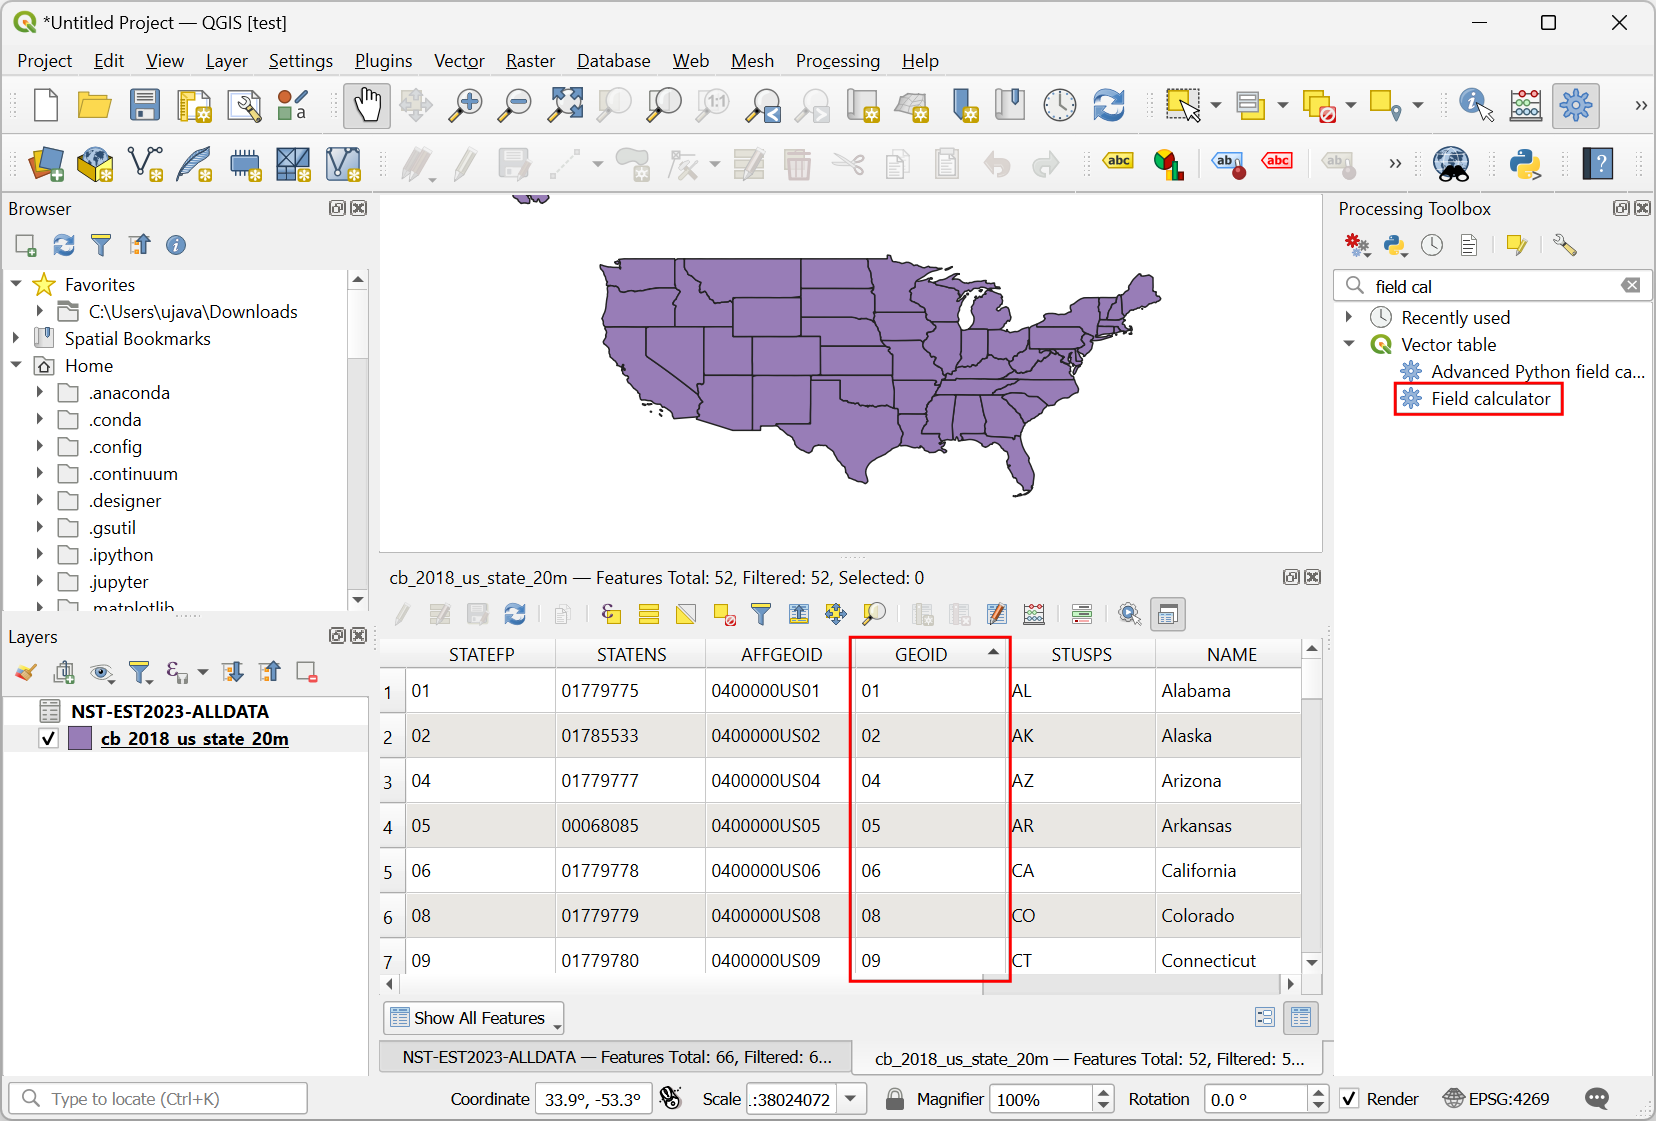 *Untitled Project — QGIS [test]
Project Edit View Layer Settings Plugins Vector Raster Database Web Mesh Processing Help
a
1:1
abc
ab
abc
ab
?
Browser
Favorites
C:\Users\ujava\Downloads
Spatial Bookmarks
Home
.anaconda
.conda
.config
.continuum
.designer
.gsutil
.ipython
.jupyter
.matplotlib
Layers
NST-EST2023-ALLDATA
cb_2018_us_state_20m
cb_2018_us_state_20m — Features Total: 52, Filtered: 52, Selected: 0
STATEFP STATENS AFFGEOID GEOID STUSPS NAME
1 01 01779775 0400000US01 01 AL Alabama
2 02 01785533 0400000US02 02 AK Alaska
3 04 01779777 0400000US04 04 AZ Arizona
4 05 00068085 0400000US05 05 AR Arkansas
5 06 01779778 0400000US06 06 CA California
6 08 01779779 0400000US08 08 CO Colorado
7 09 01779780 0400000US09 09 CT Connecticut
Show All Features
NST-EST2023-ALLDATA — Features Total: 66, Filtered: 6...
cb_2018_us_state_20m — Features Total: 52, Filtered: 5...
Processing Toolbox
field cal
Recently used
Vector table
Advanced Python field ca...
Field calculator
Type to locate (Ctrl+K)
Coordinate 33.9°, -53.3° Scale .:38024072 Magnifier 100% Rotation 0.0 ° Render EPSG:4269